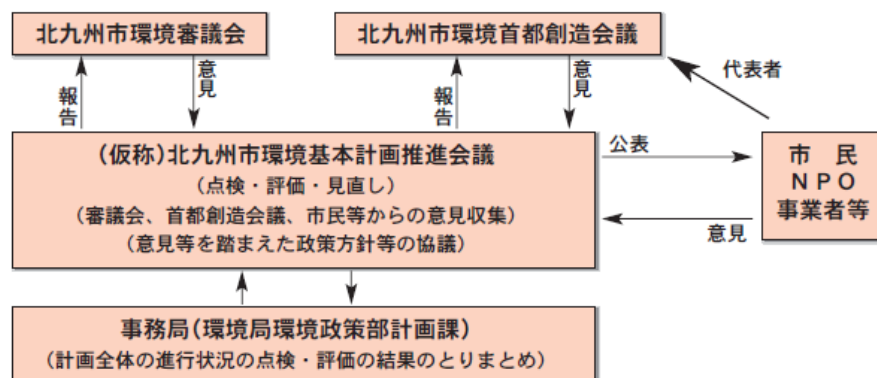 北九州市環境審議会
北九州市環境首都創造会議
報告
意見
報告
意見
代表者
(仮称)北九州市環境基本計画推進会議
(点検・評価・見直し)
(審議会、首都創造会議、市民等からの意見収集)
(意見等を踏まえた政策方針等の協議)
公表
意見
市　民
ＮＰＯ
事業者等
事務局(環境局環境政策部計画課)
(計画全体の進行状況の点検・評価の結果のとりまとめ)